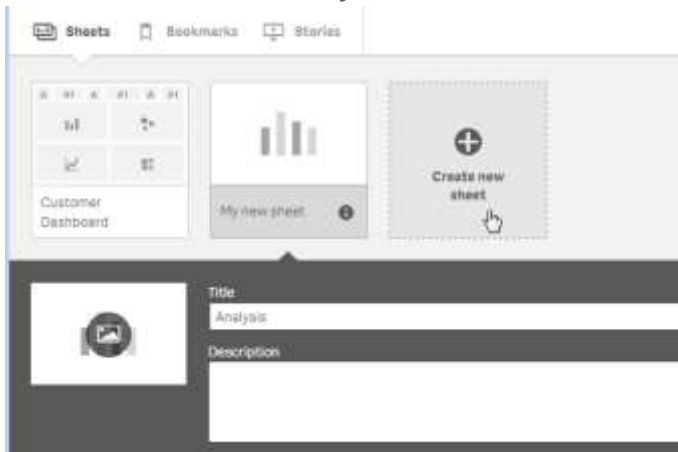 Sheets Bookmarks Stories
Customer
Dashboard
My new sheet
Create new
sheet
Title
Analysis
Description